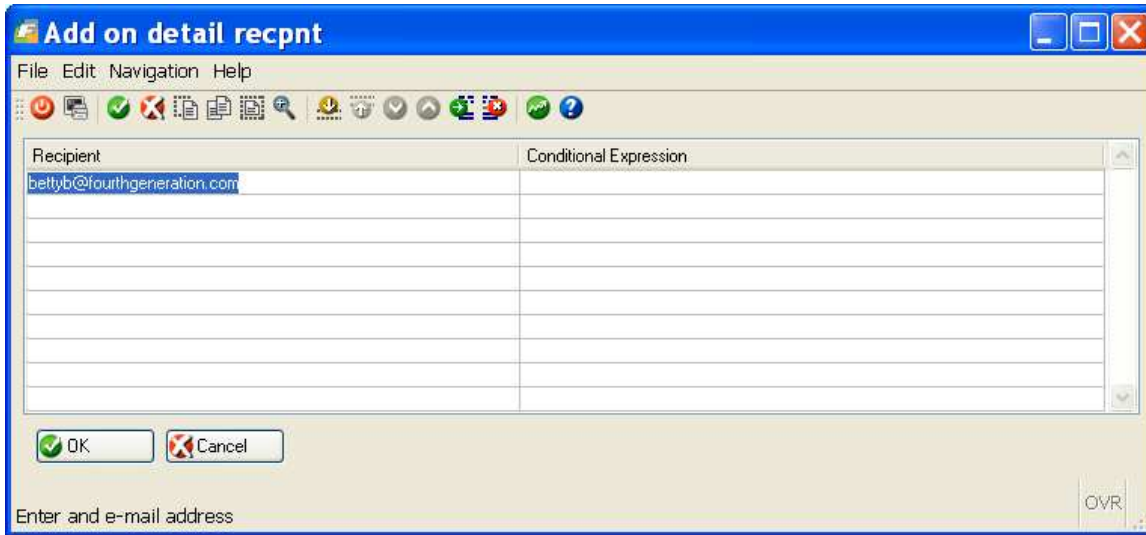 Add on detail recpnt
File Edit Navigation Help
Recipient Conditional Expression
bettyb@fourthgeneration.com
OK Cancel
Enter and e-mail address OVR